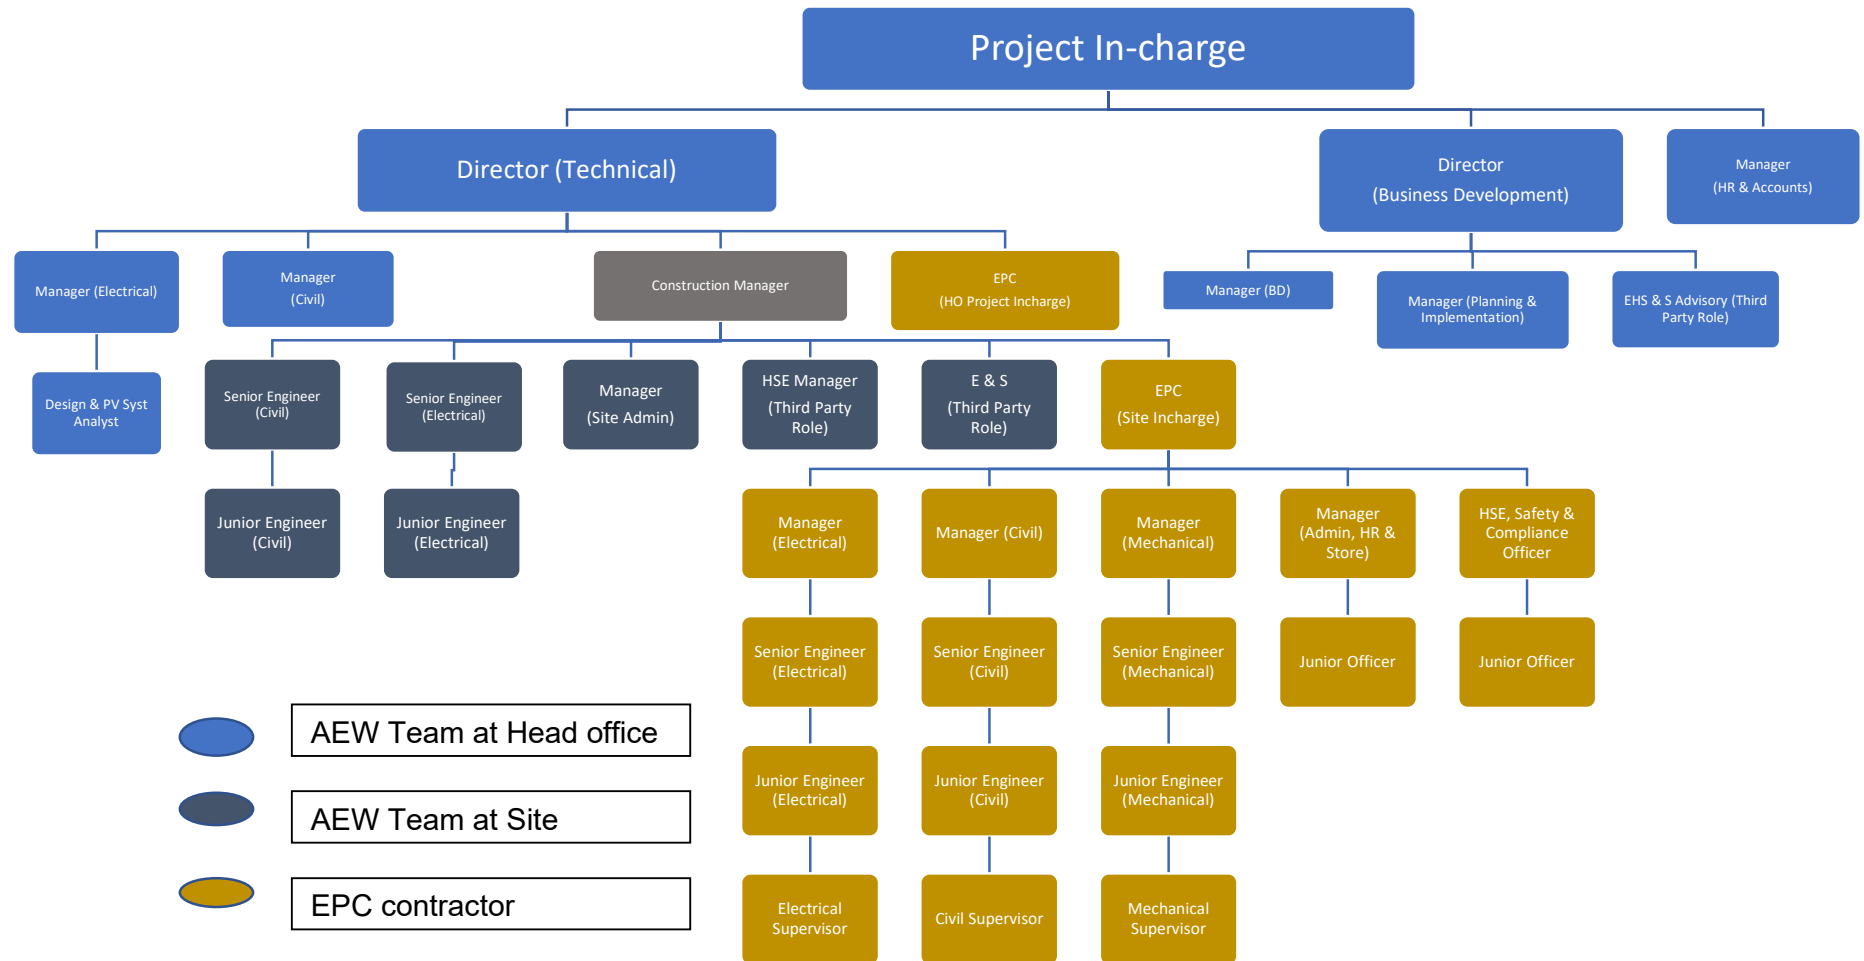 Project In-charge
Director (Technical)
Director
(Business Development)
Manager
(HR & Accounts)
Manager (Electrical)
Manager
(Civil)
Construction Manager
EPC
(HO Project Incharge)
Manager (BD)
Manager (Planning &
Implementation)
EHS & S Advisory (Third
Party Role)
Design & PV Syst
Analyst
Senior Engineer
(Civil)
Senior Engineer
(Electrical)
Manager
(Site Admin)
HSE Manager
(Third Party
Role)
E & S
(Third Party
Role)
EPC
(Site Incharge)
Junior Engineer
(Civil)
Junior Engineer
(Electrical)
Manager
(Electrical)
Manager (Civil)
Manager
(Mechanical)
Manager
(Admin, HR &
Store)
HSE, Safety &
Compliance
Officer
Senior Engineer
(Electrical)
Senior Engineer
(Civil)
Senior Engineer
(Mechanical)
Junior Officer
Junior Officer
Junior Engineer
(Electrical)
Junior Engineer
(Civil)
Junior Engineer
(Mechanical)
Electrical
Supervisor
Civil Supervisor
Mechanical
Supervisor
AEW Team at Head office
AEW Team at Site
EPC contractor